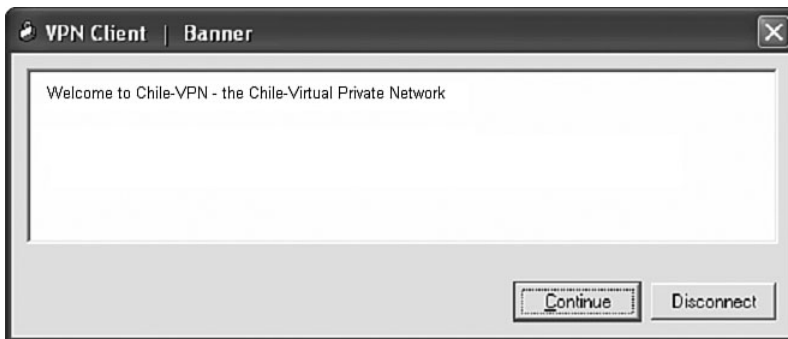 VPN Client | Banner
Welcome to Chile-VPN - the Chile-Virtual Private Network
Continue Disconnect